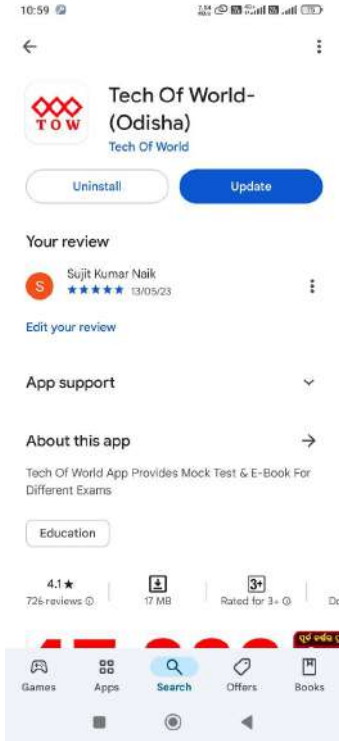 10:59
←
Tech Of World-
(Odisha)
TOW
Tech Of World
Uninstall
Update
Your review
S
Sujit Kumar Naik
★★★★★ 13/05/23
Edit your review
App support
About this app →
Tech Of World App Provides Mock Test & E-Book For
Different Exams
Education
4.1★
726 reviews
17 MB
3+
Rated for 3+
Games
Apps
Search
Offers
Books